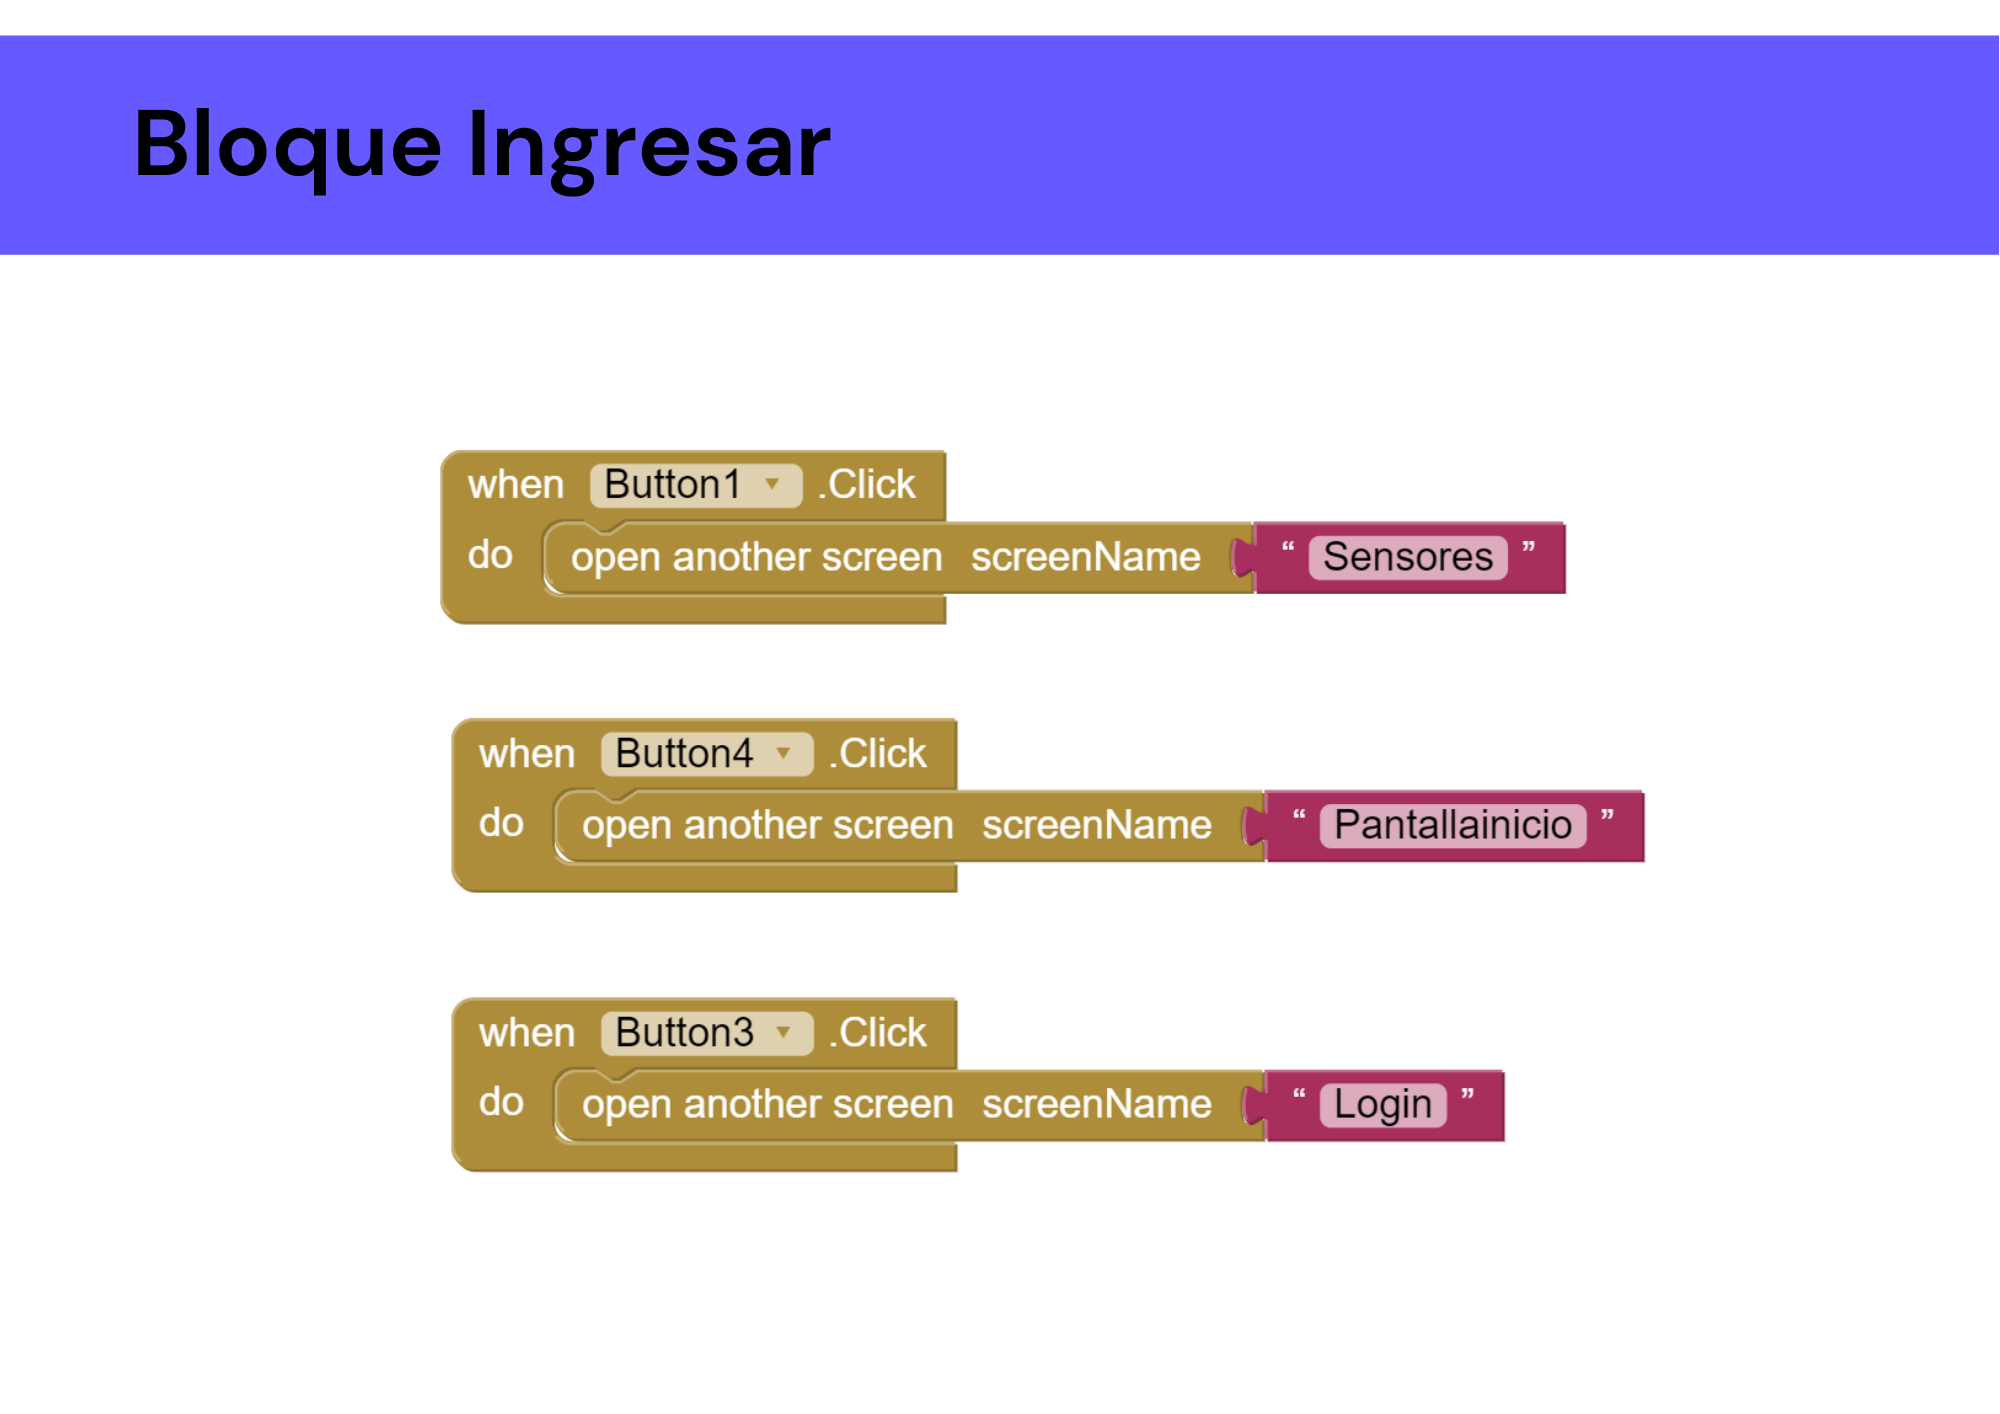 Bloque Ingresar
when Button1 .Click
do open another screen screenName “ Sensores ”
when Button4 .Click
do open another screen screenName “ Pantallainicio ”
when Button3 .Click
do open another screen screenName “ Login ”